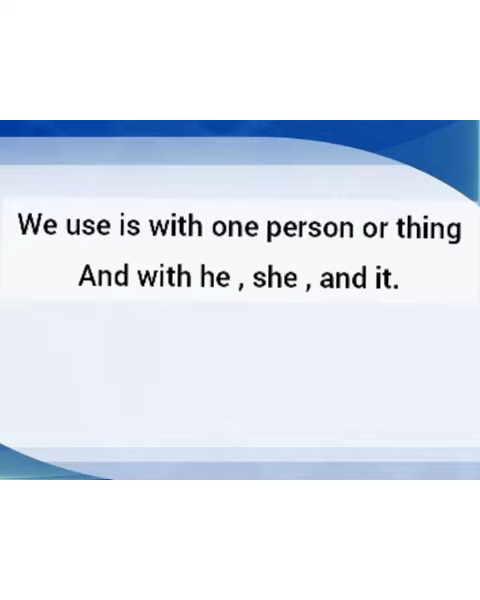 We use is with one person or thing
And with he , she , and it.